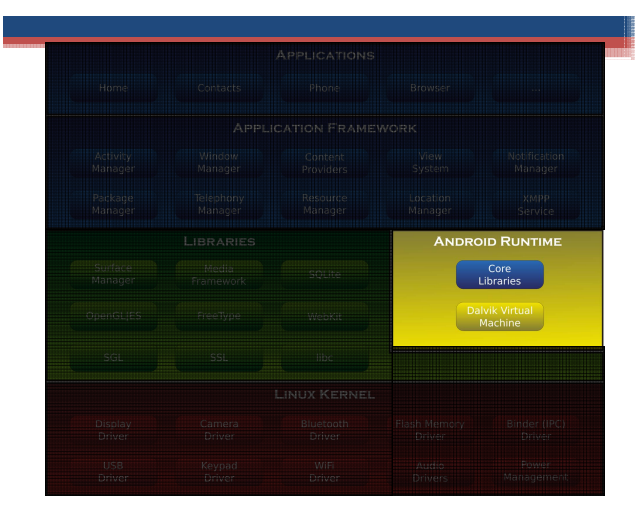 APPLICATIONS
Home Contacts Phone Browser ...
APPLICATION FRAMEWORK
Activity Manager
Window Manager
Content Providers
View System
Notification Manager
Package Manager
Telephony Manager
Resource Manager
Location Manager
XMPP Service
LIBRARIES
Surface Manager
Media Framework
SQLite
OpenGL|ES
FreeType
WebKit
SGL
SSL
libc
ANDROID RUNTIME
Core
Libraries
Dalvik Virtual
Machine
LINUX KERNEL
Display Driver
Camera Driver
Bluetooth Driver
Flash Memory Driver
Binder (IPC) Driver
USB Driver
Keypad Driver
WiFi Driver
Audio Drivers
Power Management